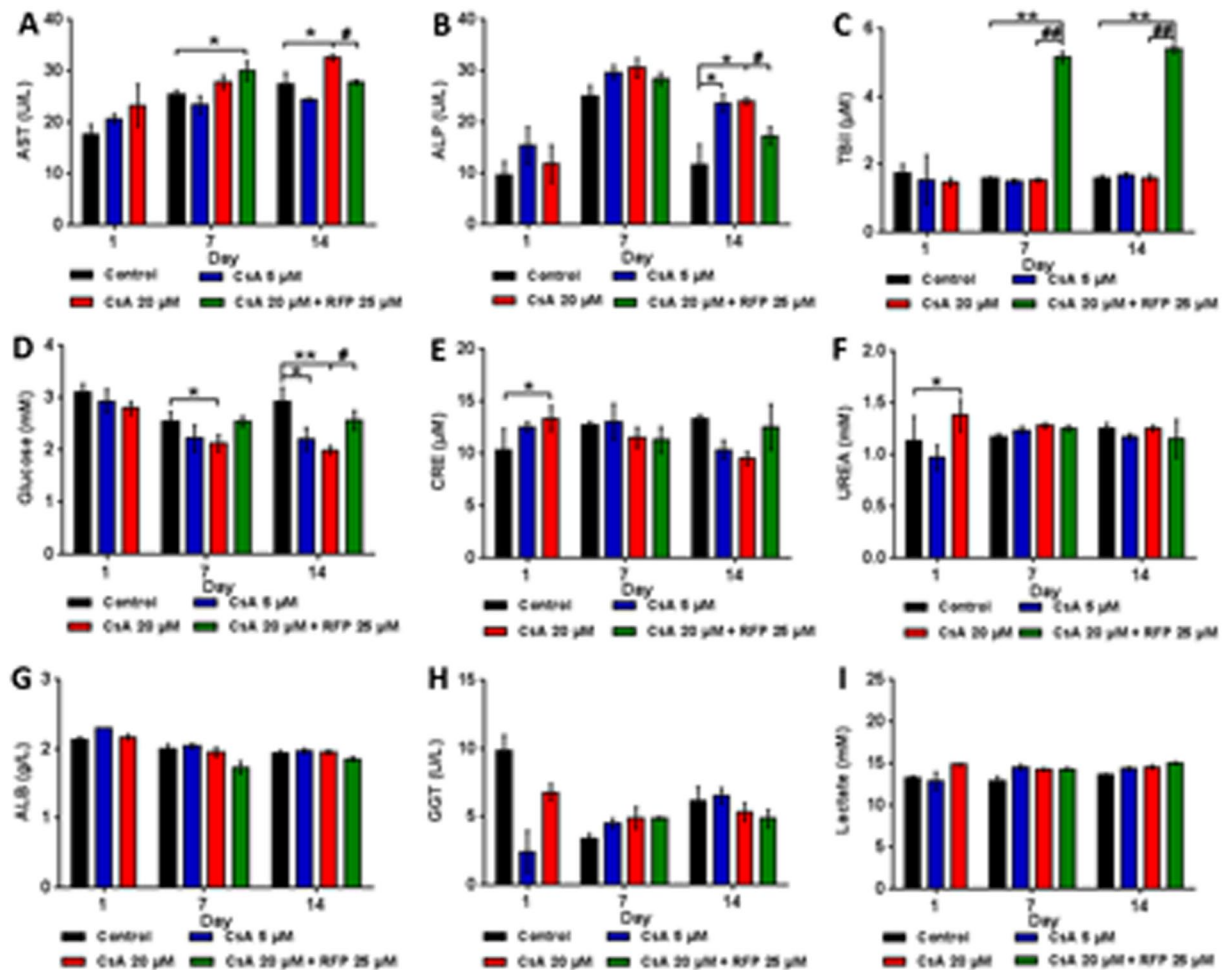 A
AST (U/L)
40
30
20
10
0
*
* #
1 7 14
Day
Control CsA 5 µM
CsA 20 µM CsA 20 µM + RFP 25 µM
B
ALP (U/L)
40
30
20
10
0
* #
*
1 7 14
Day
Control CsA 5 µM
CsA 20 µM CsA 20 µM + RFP 25 µM
C
TBil (µM)
6
4
2
0
** **
## ##
1 7 14
Day
Control CsA 5 µM
CsA 20 µM CsA 20 µM + RFP 25 µM
D
Glucose (mM)
4
3
2
1
0
*
** #
*
1 7 14
Day
Control CsA 5 µM
CsA 20 µM CsA 20 µM + RFP 25 µM
E
CRE (µM)
20
15
10
5
0
*
1 7 14
Day
Control CsA 5 µM
CsA 20 µM CsA 20 µM + RFP 25 µM
F
UREA (mM)
2.0
1.5
1.0
0.5
0.0
*
1 7 14
Day
Control CsA 5 µM
CsA 20 µM CsA 20 µM + RFP 25 µM
G
ALB (g/L)
3
2
1
0
1 7 14
Day
Control CsA 5 µM
CsA 20 µM CsA 20 µM + RFP 25 µM
H
GGT (U/L)
15
10
5
0
1 7 14
Day
Control CsA 5 µM
CsA 20 µM CsA 20 µM + RFP 25 µM
I
Lactate (mM)
25
20
15
10
5
0
1 7 14
Day
Control CsA 5 µM
CsA 20 µM CsA 20 µM + RFP 25 µM